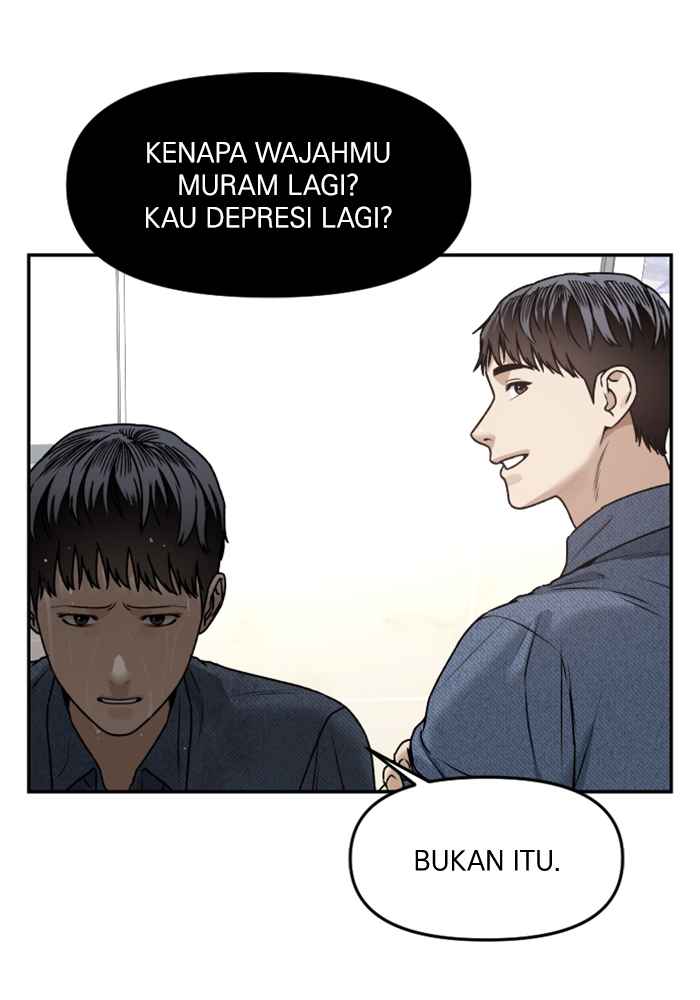 KENAPA WAJAHMU
MURAM LAGI?
KAU DEPRESI LAGI?
BUKAN ITU.